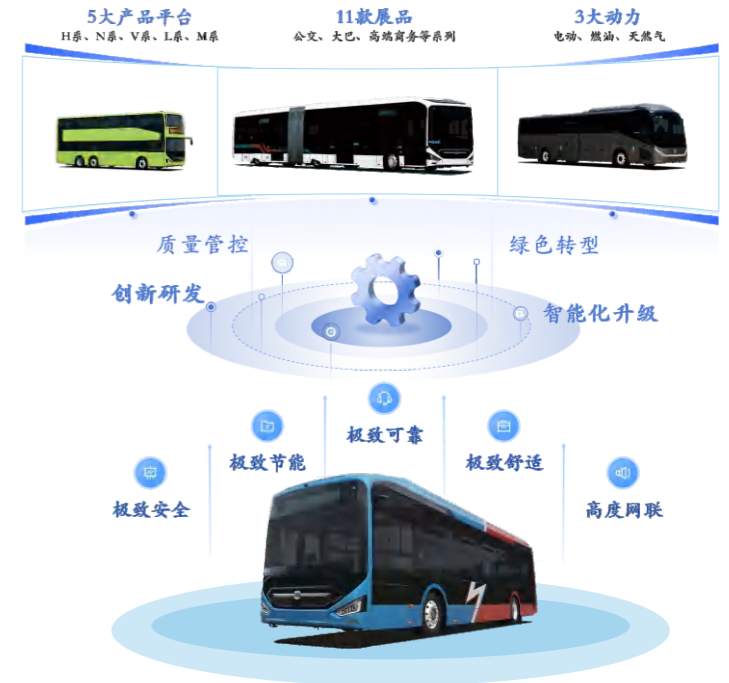 5大产品平台
H系、N系、V系、L系、M系
11款展品
公交、大巴、高端商务等系列
3大动力
电动、燃油、天然气
质量管控
绿色转型
创新研发
智能化升级
极致可靠
极致节能
极致舒适
极致安全
高度网联